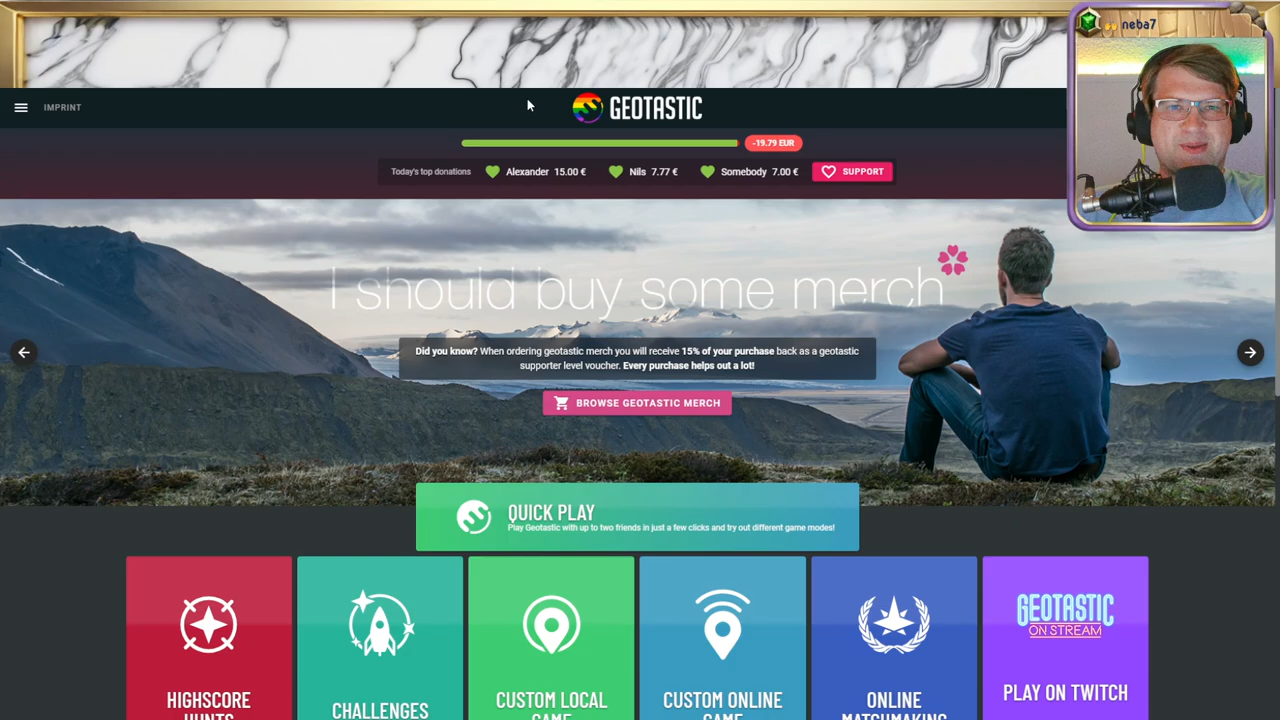 neba7
IMPRINT
GEOTASTIC
-19.79 EUR
Today's top donations Alexander 15.00 € Nils 7.77 € Somebody 7.00 € SUPPORT
I should buy some merch
Did you know? When ordering geotastic merch you will receive 15% of your purchase back as a geotastic
supporter level voucher. Every purchase helps out a lot!
BROWSE GEOTASTIC MERCH
QUICK PLAY
Play Geotastic with up to two friends in just a few clicks and try out different game modes!
HIGHSCORE
HUNTS
CHALLENGES
CUSTOM LOCAL
GAME
CUSTOM ONLINE
GAME
ONLINE
MATCHMAKING
GEOTASTIC
ON STREAM
PLAY ON TWITCH